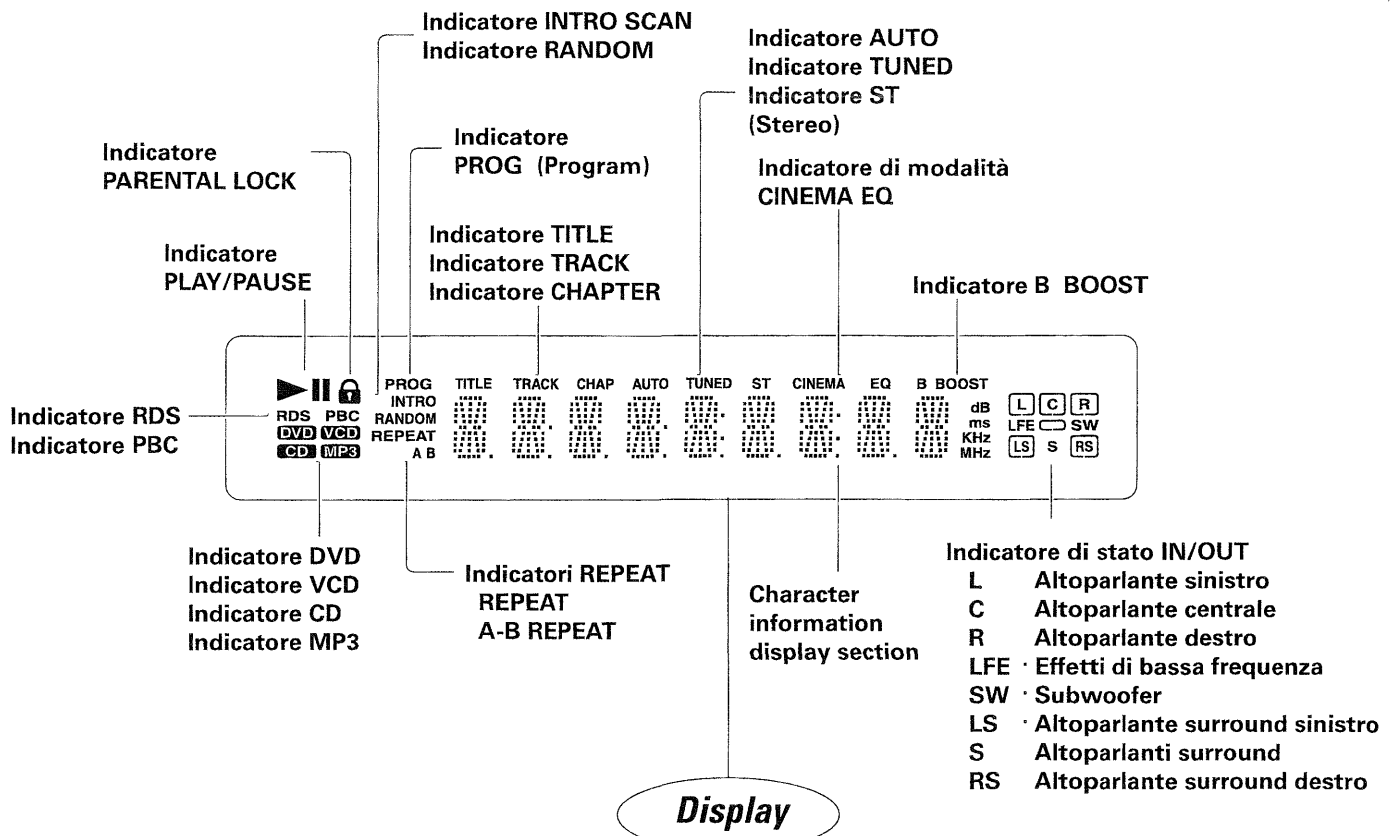 Indicatore INTRO SCAN
Indicatore RANDOM
Indicatore AUTO
Indicatore TUNED
Indicatore ST
(Stereo)
Indicatore
PARENTAL LOCK
Indicatore
PROG (Program)
Indicatore di modalità
CINEMA EQ
Indicatore
PLAY/PAUSE
Indicatore TITLE
Indicatore TRACK
Indicatore CHAPTER
Indicatore B BOOST
Indicatore RDS
Indicatore PBC
PROG TITLE TRACK CHAP AUTO TUNED ST CINEMA EQ B BOOST
INTRO
RDS PBC RANDOM
DVD VCD REPEAT
CD MP3 A B
dB
ms
KHz
MHz
L C R
LFE SW
LS S RS
Indicatore DVD
Indicatore VCD
Indicatore CD
Indicatore MP3
Indicatori REPEAT
REPEAT
A-B REPEAT
Character
information
display section
Indicatore di stato IN/OUT
L Altoparlante sinistro
C Altoparlante centrale
R Altoparlante destro
LFE · Effetti di bassa frequenza
SW · Subwoofer
LS · Altoparlante surround sinistro
S Altoparlanti surround
RS Altoparlante surround destro
Display